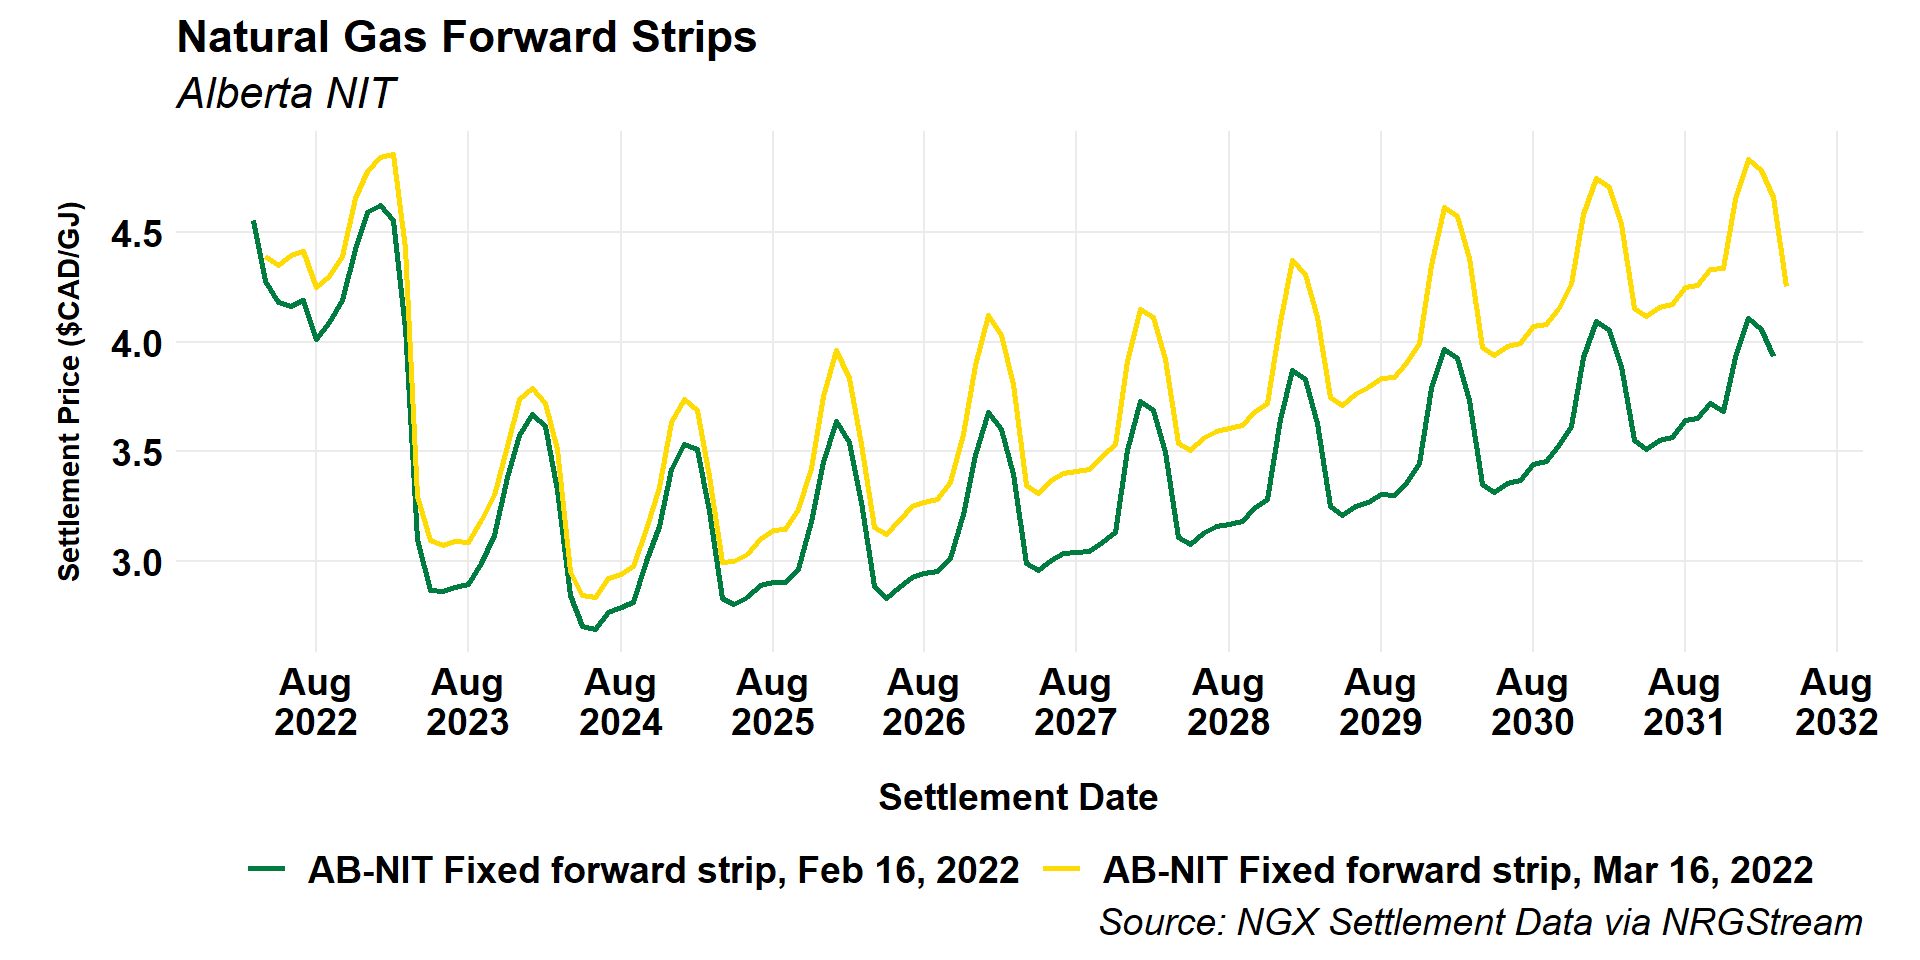 Natural Gas Forward Strips
Alberta NIT
Settlement Price ($CAD/GJ)
4.5
4.0
3.5
3.0
Aug 2022
Aug 2023
Aug 2024
Aug 2025
Aug 2026
Aug 2027
Aug 2028
Aug 2029
Aug 2030
Aug 2031
Aug 2032
Settlement Date
AB-NIT Fixed forward strip, Feb 16, 2022
AB-NIT Fixed forward strip, Mar 16, 2022
Source: NGX Settlement Data via NRGStream